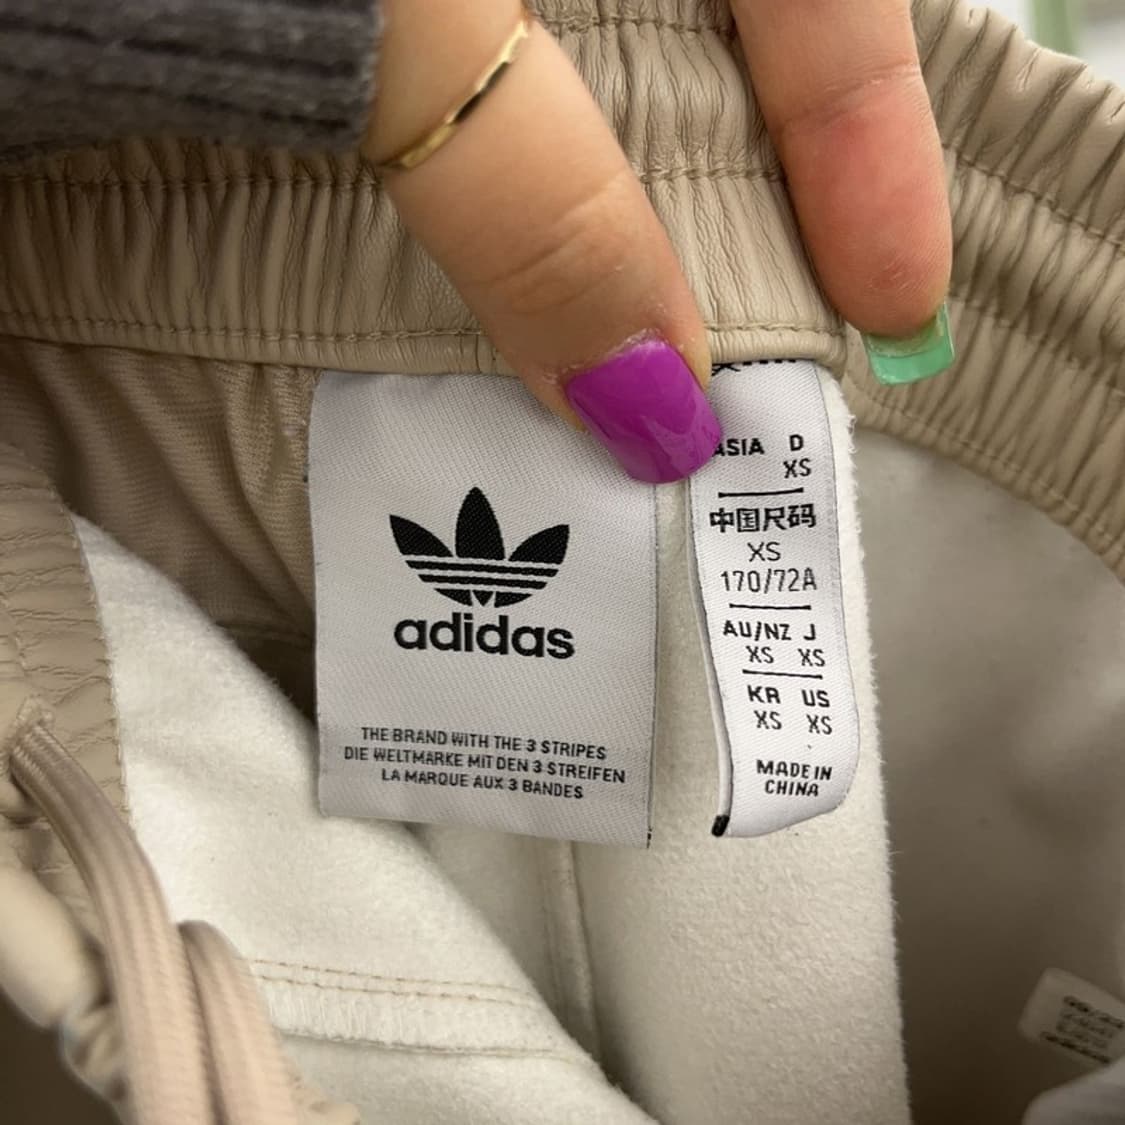 adidas
THE BRAND WITH THE 3 STRIPES
DIE WELTMARKE MIT DEN 3 STREIFEN
LA MARQUE AUX 3 BANDES
ASIA D
XS
中国尺码
XS
170/72A
AU/NZ J
XS XS
KR US
XS XS
MADE IN
CHINA